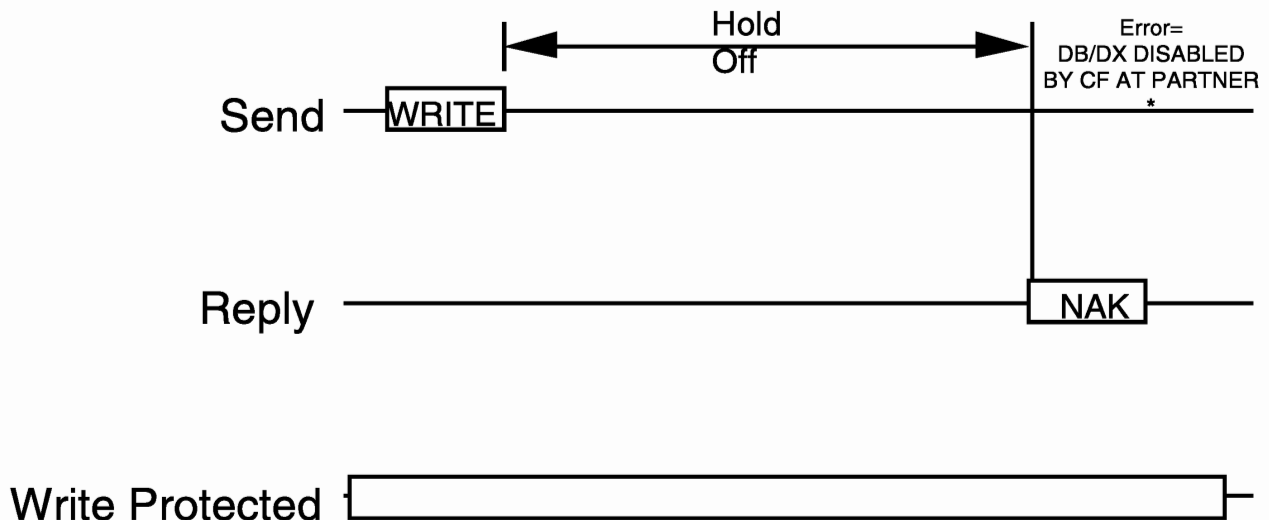 Hold
Off
Error=
DB/DX DISABLED
BY CF AT PARTNER
*
Send
WRITE
Reply
NAK
Write Protected